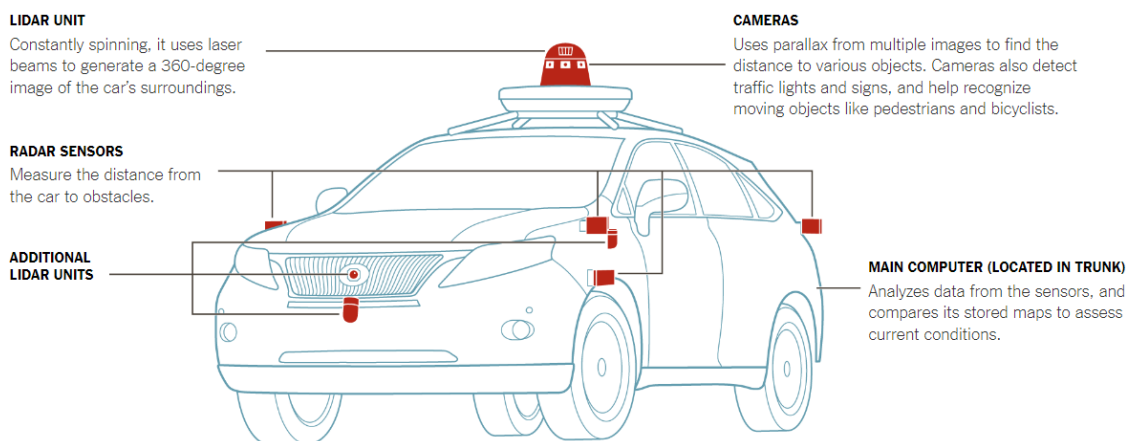 LIDAR UNIT
Constantly spinning, it uses laser
beams to generate a 360-degree
image of the car’s surroundings.
CAMERAS
Uses parallax from multiple images to find the
distance to various objects. Cameras also detect
traffic lights and signs, and help recognize
moving objects like pedestrians and bicyclists.
RADAR SENSORS
Measure the distance from
the car to obstacles.
ADDITIONAL
LIDAR UNITS
MAIN COMPUTER (LOCATED IN TRUNK)
Analyzes data from the sensors, and
compares its stored maps to assess
current conditions.